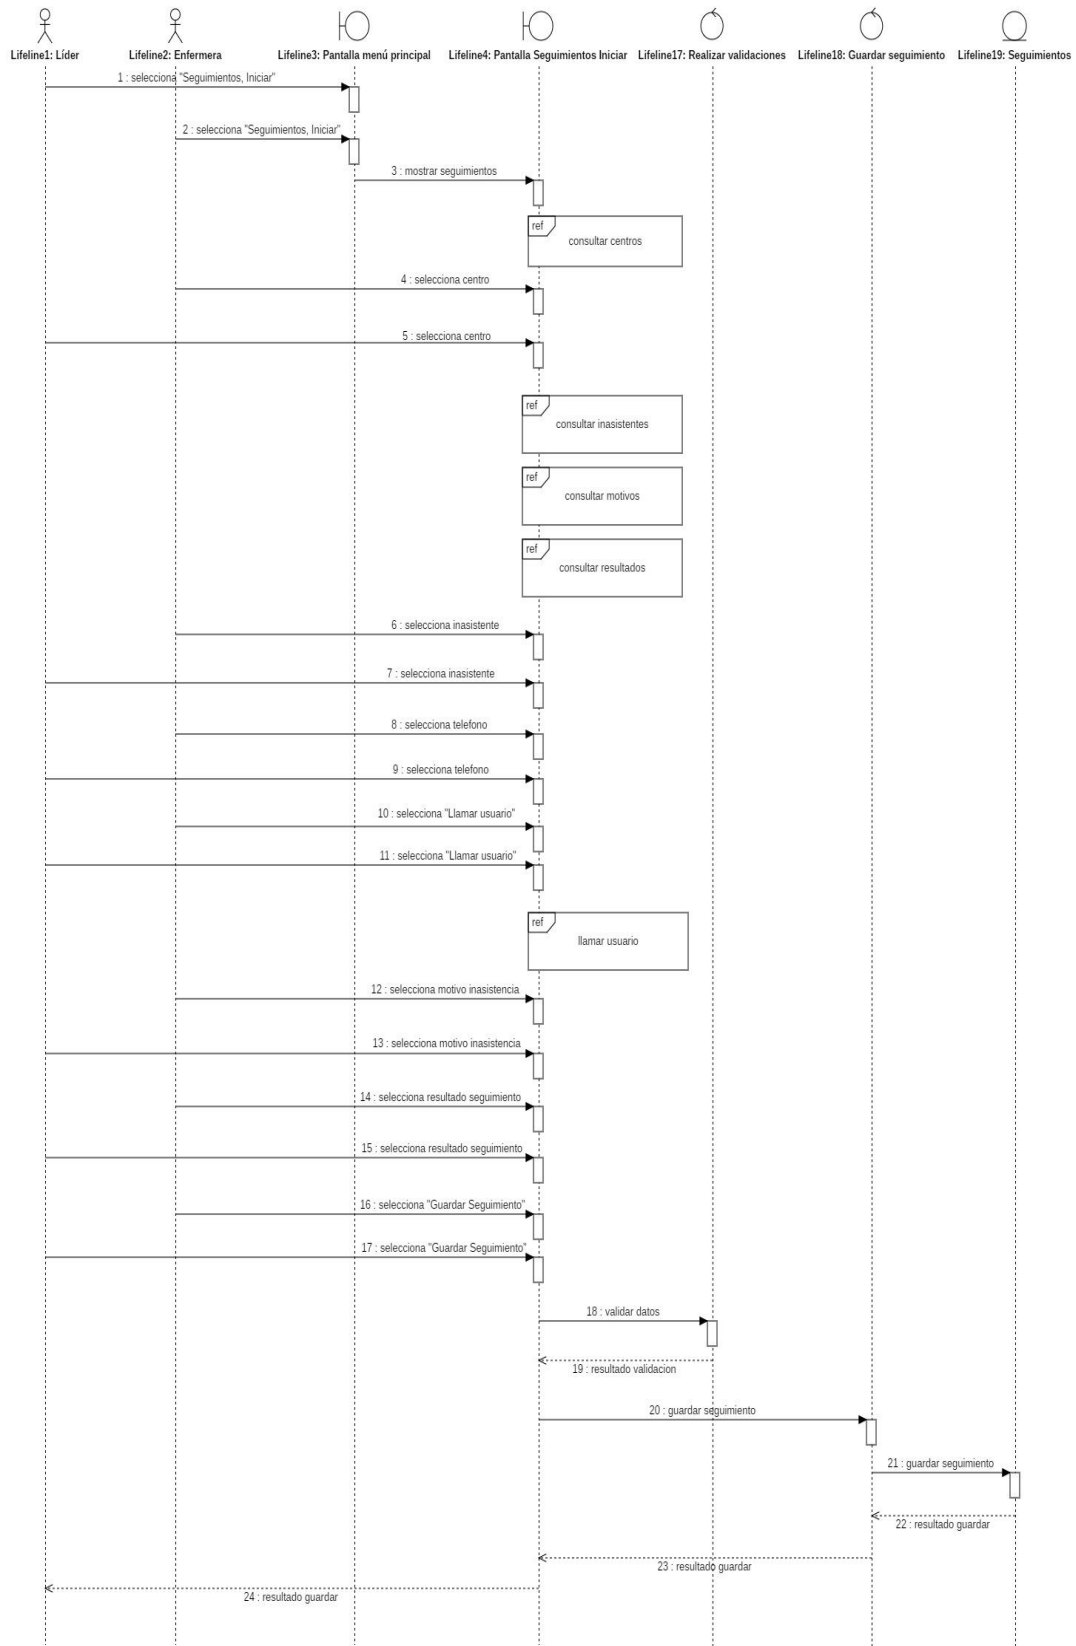 Lifeline1: Líder
Lifeline2: Enfermera
Lifeline3: Pantalla menú principal
Lifeline4: Pantalla Seguimientos Iniciar
Lifeline17: Realizar validaciones
Lifeline18: Guardar seguimiento
Lifeline19: Seguimientos
1 : selecciona "Seguimientos, Iniciar"
2 : selecciona "Seguimientos, Iniciar"
3 : mostrar seguimientos
ref
consultar centros
4 : selecciona centro
5 : selecciona centro
ref
consultar inasistentes
ref
consultar motivos
ref
consultar resultados
6 : selecciona inasistente
7 : selecciona inasistente
8 : selecciona telefono
9 : selecciona telefono
10 : selecciona "Llamar usuario"
11 : selecciona "Llamar usuario"
ref
llamar usuario
12 : selecciona motivo inasistencia
13 : selecciona motivo inasistencia
14 : selecciona resultado seguimiento
15 : selecciona resultado seguimiento
16 : selecciona "Guardar Seguimiento"
17 : selecciona "Guardar Seguimiento"
18 : validar datos
19 : resultado validacion
20 : guardar seguimiento
21 : guardar seguimiento
22 : resultado guardar
23 : resultado guardar
24 : resultado guardar